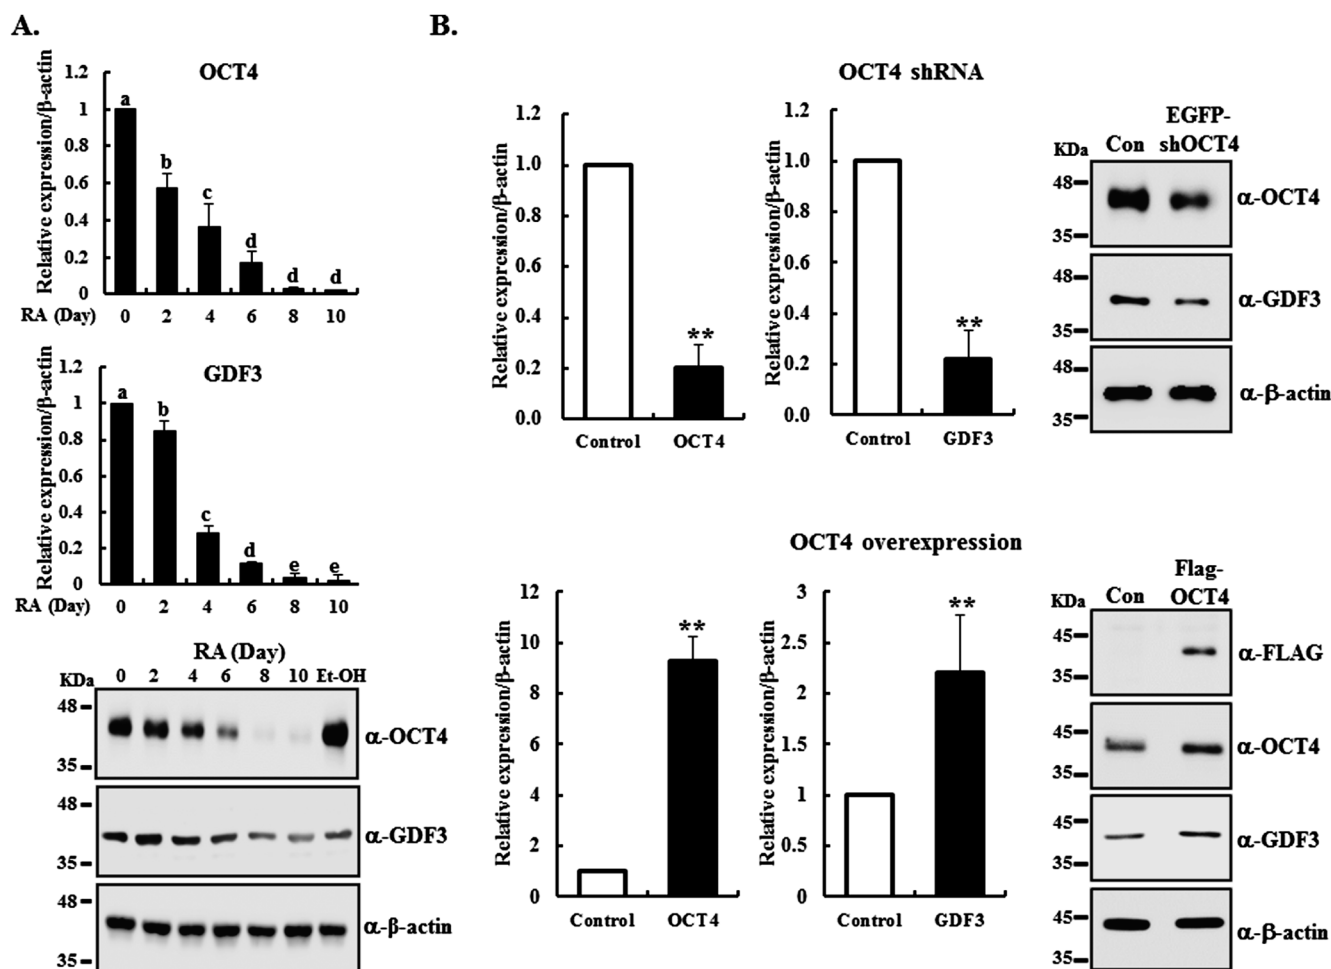 A.
OCT4
Relative expression/β-actin
1.2
1
0.8
0.6
0.4
0.2
0
a
b
c
d
d
d
RA (Day) 0 2 4 6 8 10
GDF3
Relative expression/β-actin
1.2
1
0.8
0.6
0.4
0.2
0
a
b
c
d
e
e
RA (Day) 0 2 4 6 8 10
RA (Day)
KDa 0 2 4 6 8 10 Et-OH
48
35
α-OCT4
48
35
α-GDF3
48
35
α-β-actin
B.
OCT4 shRNA
Relative expression/β-actin
1.2
1.0
0.8
0.6
0.4
0.2
0.0
**
Control OCT4
Relative expression/β-actin
1.2
1.0
0.8
0.6
0.4
0.2
0.0
**
Control GDF3
EGFP-
KDa Con shOCT4
48
35
α-OCT4
48
35
α-GDF3
48
35
α-β-actin
OCT4 overexpression
Relative expression/β-actin
12
10
8
6
4
2
0
**
Control OCT4
Relative expression/β-actin
3
2.5
2
1.5
1
0.5
0
**
Control GDF3
Flag-
KDa Con OCT4
45
35
α-FLAG
45
35
α-OCT4
45
35
α-GDF3
45
35
α-β-actin